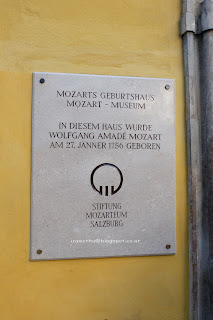 MOZARTS GEBURTSHAUS
MOZART - MUSEUM
IN DIESEM HAUS WURDE
WOLFGANG AMADÉ MOZART
AM 27. JÄNNER 1756 GEBOREN
STIFTUNG
MOZARTEUM
SALZBURG